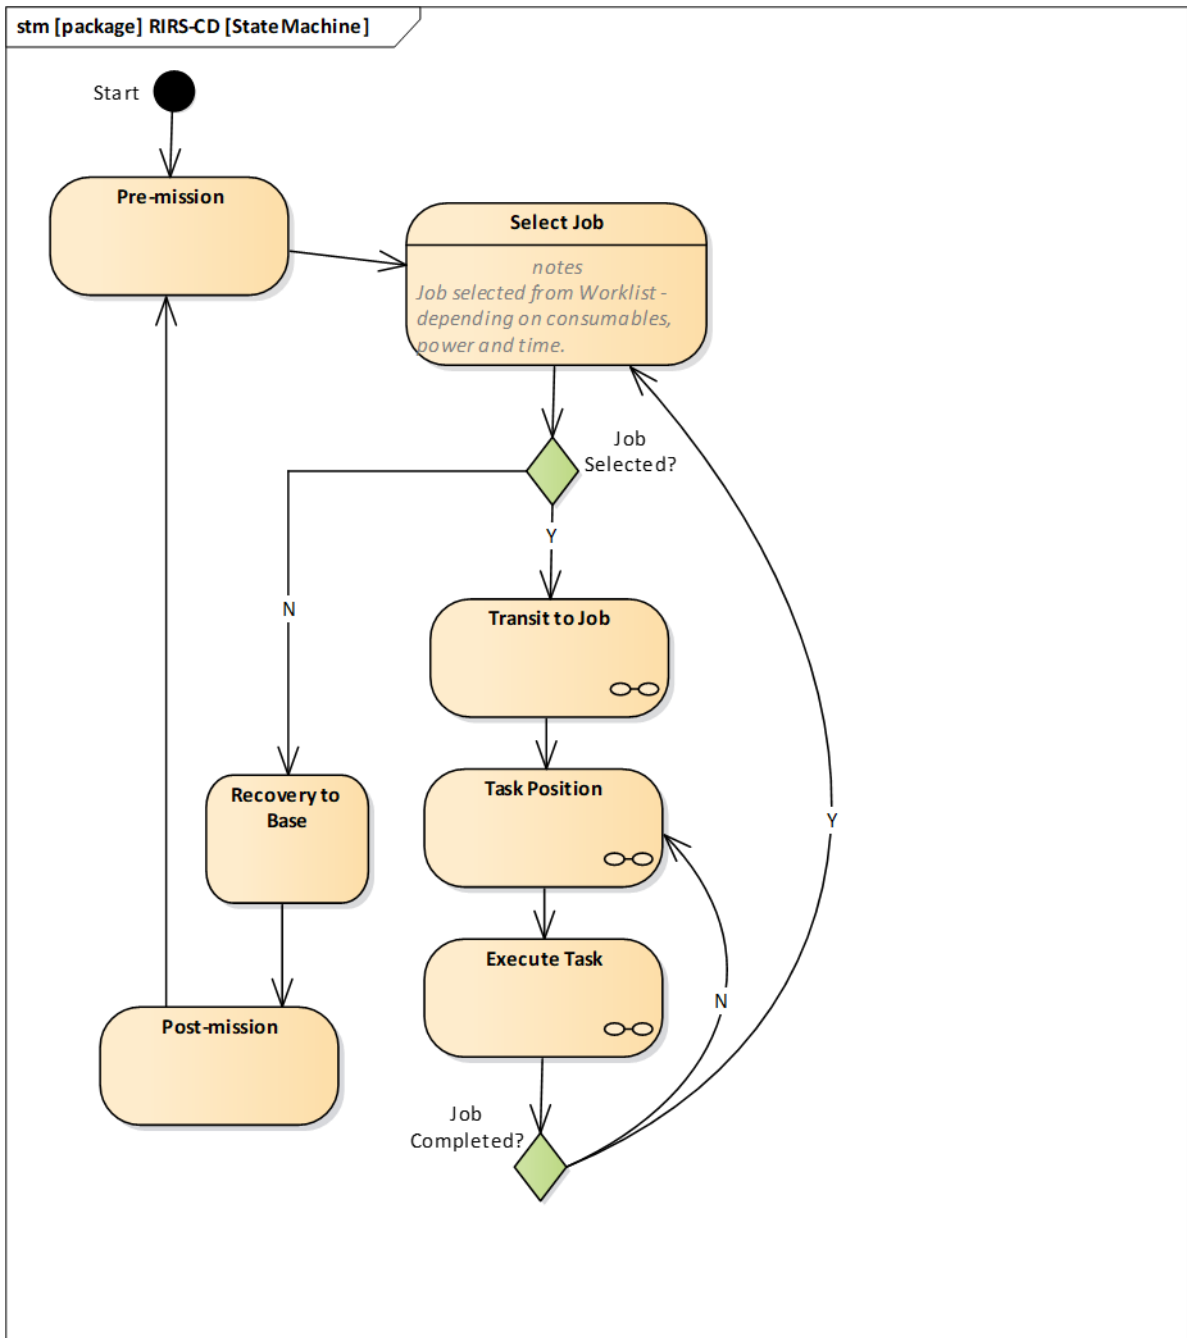 stm [package] RIRS-CD [StateMachine]
Start
Pre-mission
Select Job
notes
Job selected from Worklist -
depending on consumables,
power and time.
Job
Selected?
Y
N
Transit to Job
Task Position
Recovery to
Base
Y
Execute Task
N
Post-mission
Job
Completed?